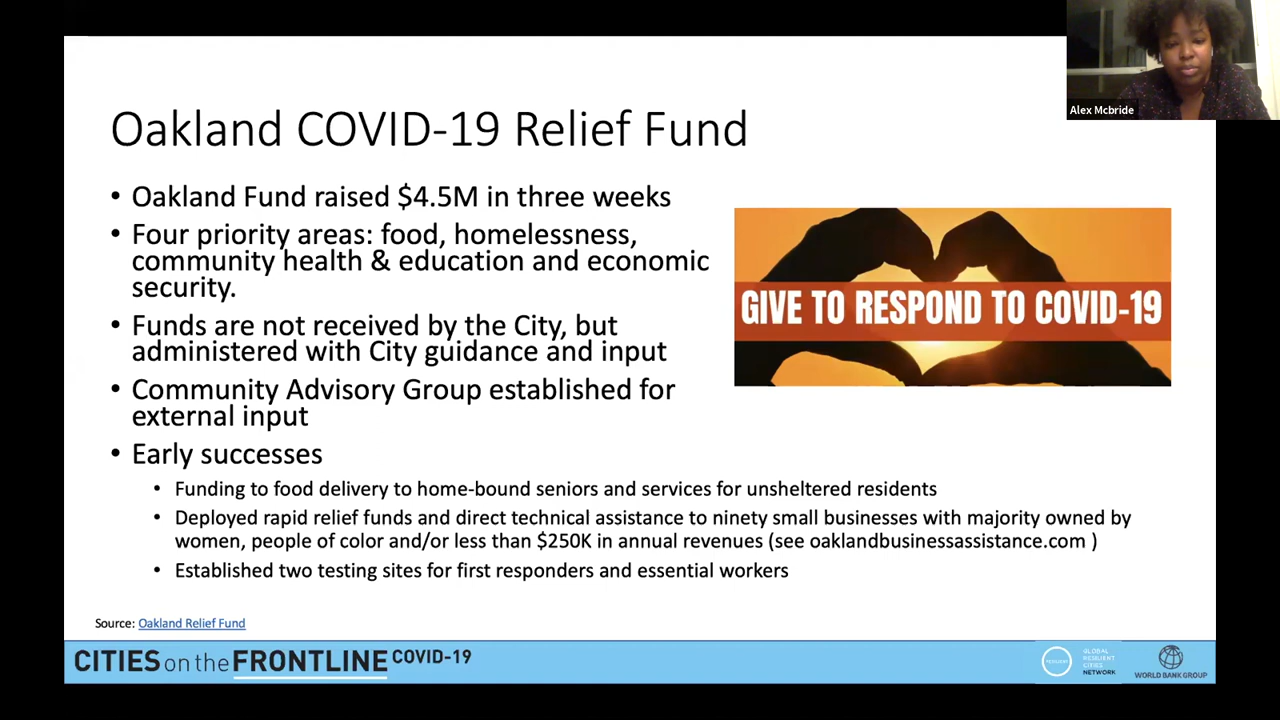 Alex Mcbride
Oakland COVID-19 Relief Fund
• Oakland Fund raised $4.5M in three weeks
• Four priority areas: food, homelessness,
community health & education and economic
security.
• Funds are not received by the City, but
administered with City guidance and input
• Community Advisory Group established for
external input
• Early successes
• Funding to food delivery to home-bound seniors and services for unsheltered residents
• Deployed rapid relief funds and direct technical assistance to ninety small businesses with majority owned by
women, people of color and/or less than $250K in annual revenues (see oaklandbusinessassistance.com )
• Established two testing sites for first responders and essential workers
GIVE TO RESPOND TO COVID-19
Source: Oakland Relief Fund
CITIES on the FRONTLINE COVID-19
GLOBAL
RESILIENT
CITIES
NETWORK
WORLD BANK GROUP